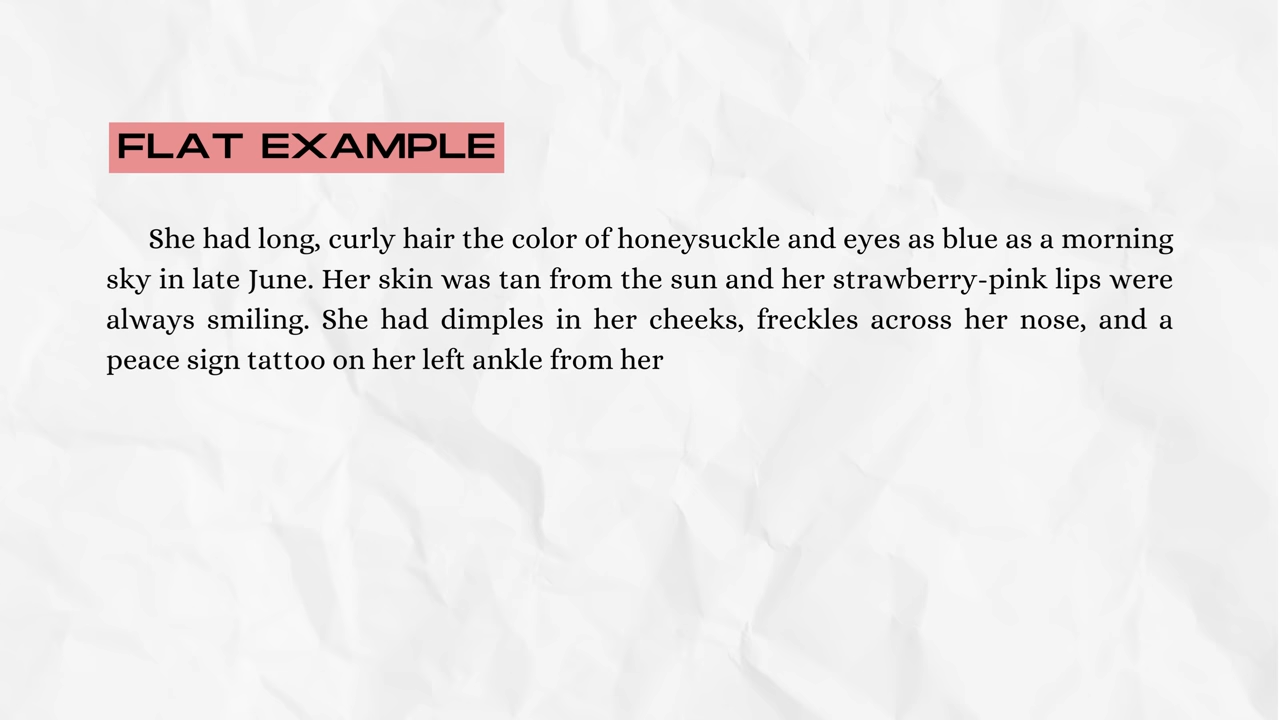 FLAT EXAMPLE
She had long, curly hair the color of honeysuckle and eyes as blue as a morning
sky in late June. Her skin was tan from the sun and her strawberry-pink lips were
always smiling. She had dimples in her cheeks, freckles across her nose, and a
peace sign tattoo on her left ankle from her